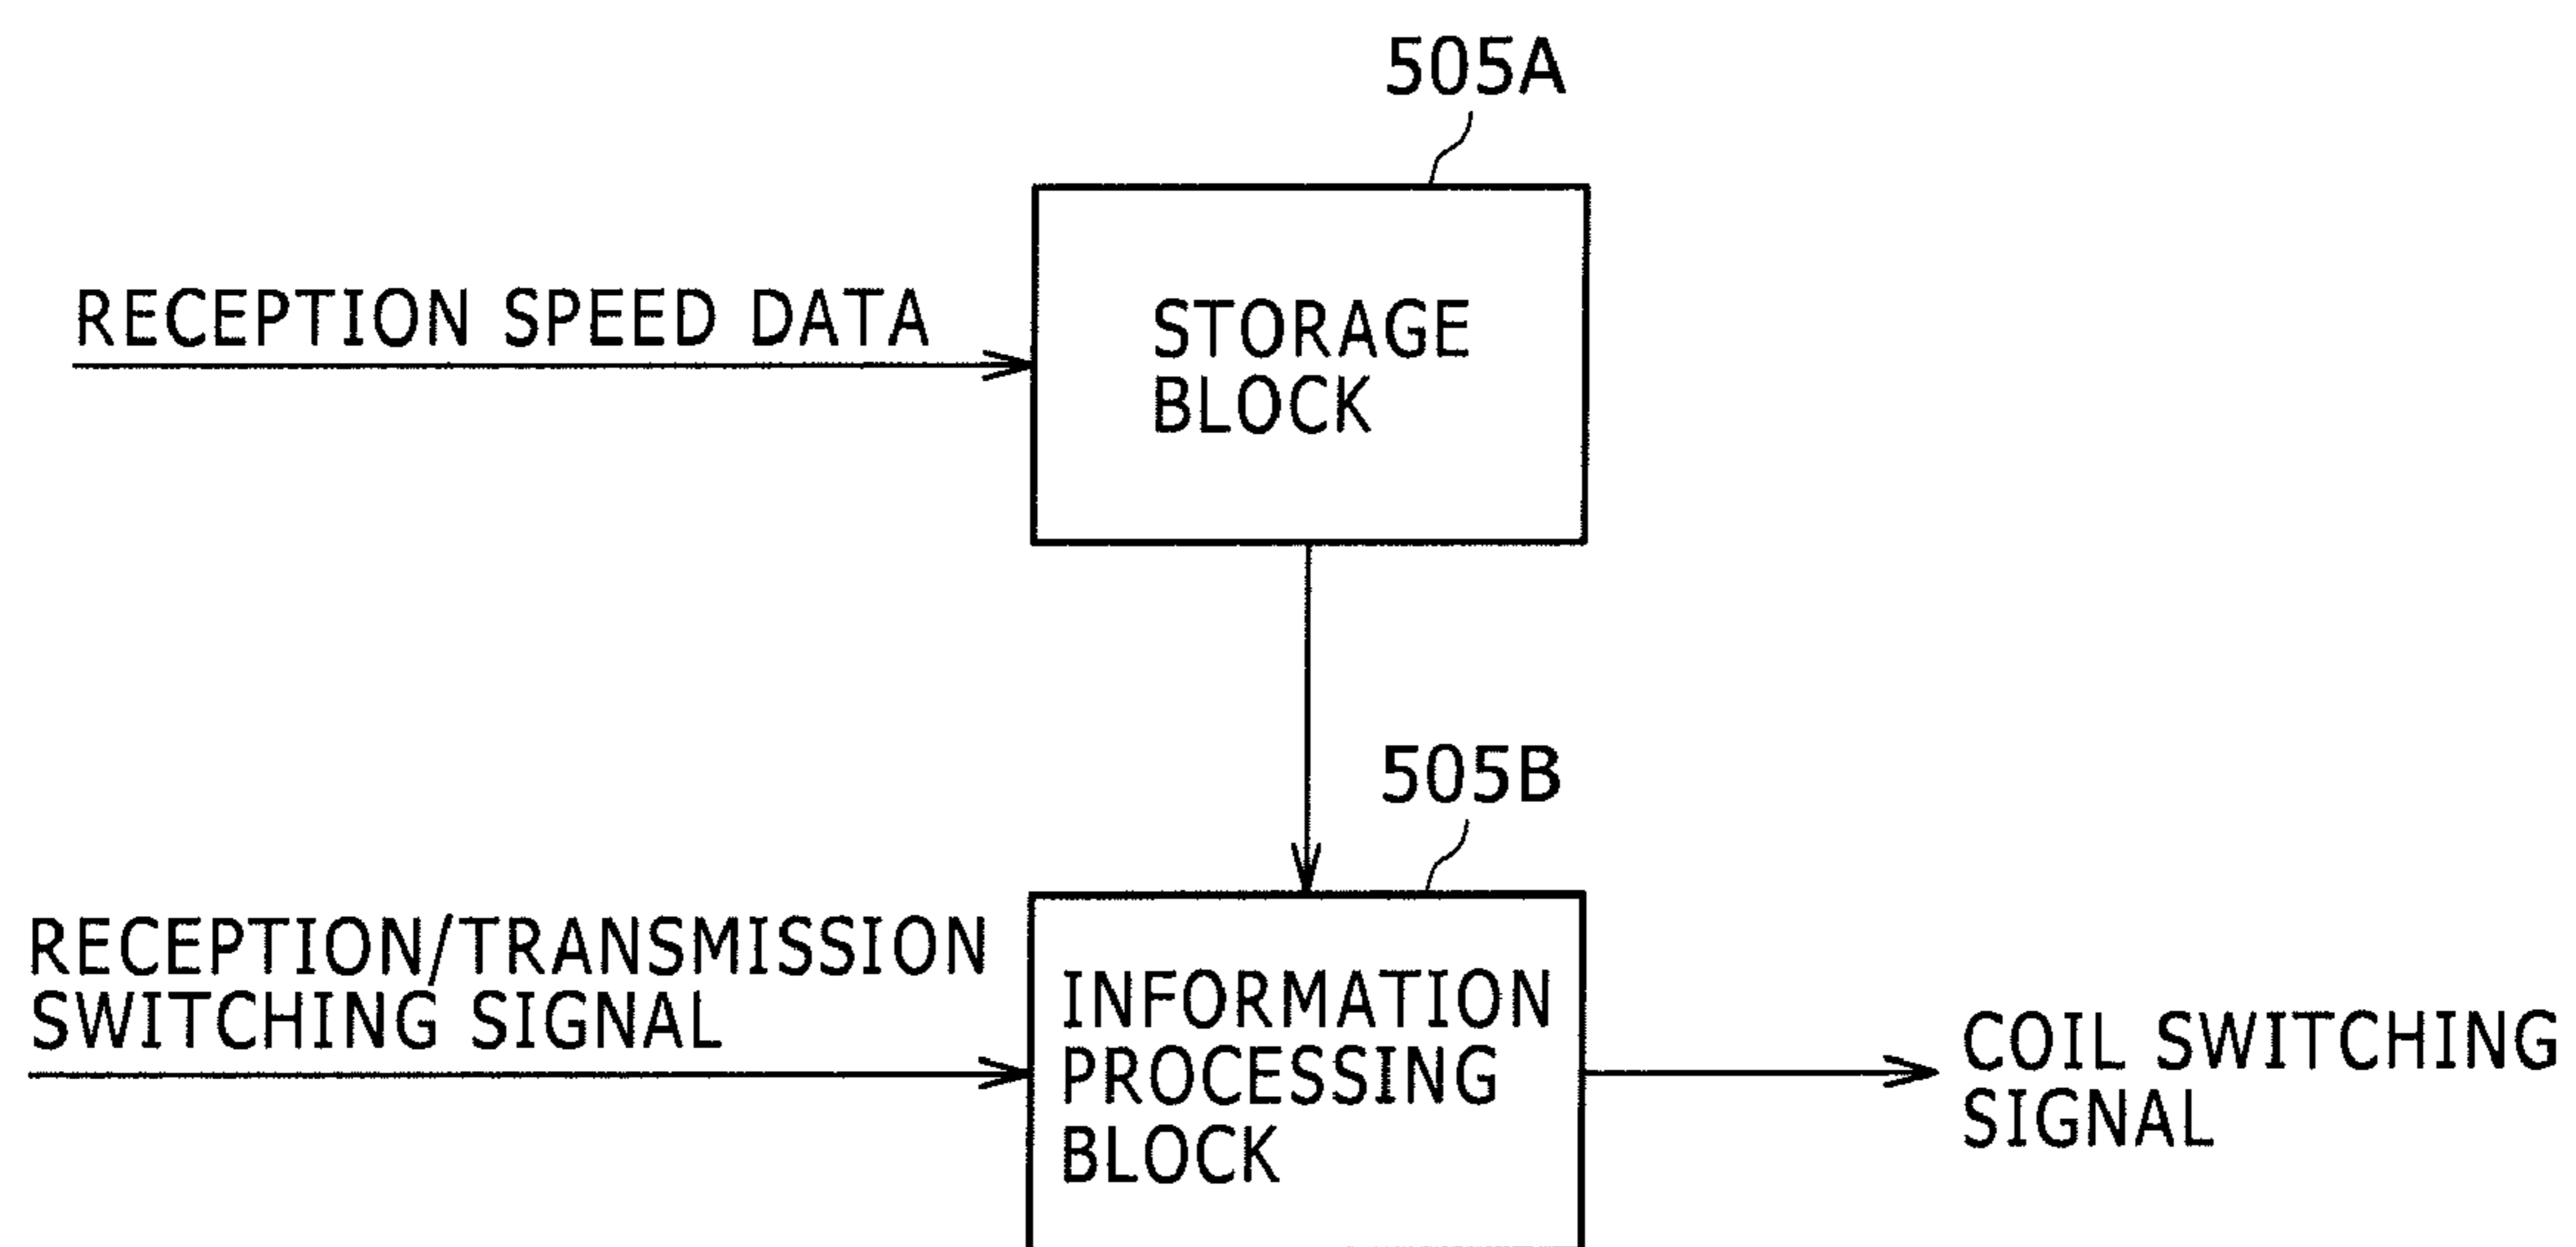 505A
RECEPTION SPEED DATA
STORAGE
BLOCK
505B
RECEPTION/TRANSMISSION
SWITCHING SIGNAL
INFORMATION
PROCESSING
BLOCK
COIL SWITCHING
SIGNAL